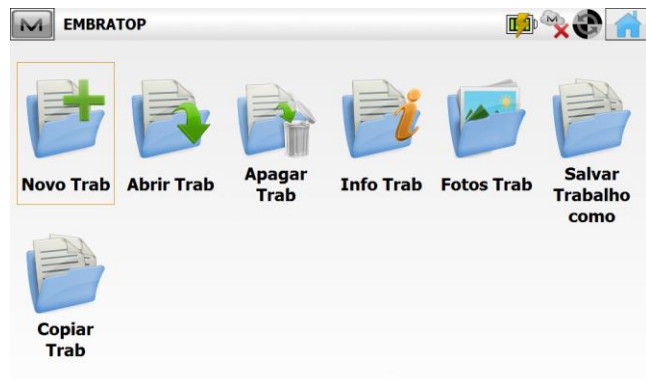 EMBRATOP
Novo Trab
Abrir Trab
Apagar
Trab
Info Trab
Fotos Trab
Salvar
Trabalho
como
Copiar
Trab